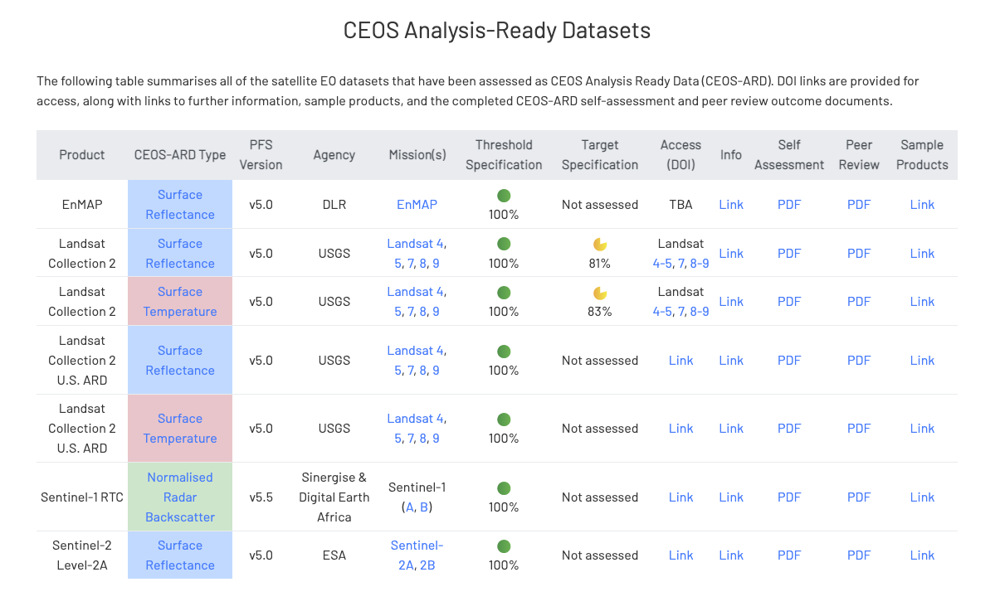 CEOS Analysis-Ready Datasets
The following table summarises all of the satellite EO datasets that have been assessed as CEOS Analysis Ready Data (CEOS-ARD). DOI links are provided for
access, along with links to further information, sample products, and the completed CEOS-ARD self-assessment and peer review outcome documents.
Product CEOS-ARD Type PFS Version Agency Mission(s) Threshold Specification Target Specification Access (DOI) Info Self Assessment Peer Review Sample Products
EnMAP Surface Reflectance v5.0 DLR EnMAP 100% Not assessed TBA Link PDF PDF Link
Landsat Collection 2 Surface Reflectance v5.0 USGS Landsat 4, 5, 7, 8, 9 100% 81% Landsat 4-5, 7, 8-9 Link PDF PDF Link
Landsat Collection 2 Surface Temperature v5.0 USGS Landsat 4, 5, 7, 8, 9 100% 83% Landsat 4-5, 7, 8-9 Link PDF PDF Link
Landsat Collection 2 U.S. ARD Surface Reflectance v5.0 USGS Landsat 4, 5, 7, 8, 9 100% Not assessed Link Link PDF PDF Link
Landsat Collection 2 U.S. ARD Surface Temperature v5.0 USGS Landsat 4, 5, 7, 8, 9 100% Not assessed Link Link PDF PDF Link
Sentinel-1 RTC Normalised Radar Backscatter v5.5 Sinergise & Digital Earth Africa Sentinel-1 (A, B) 100% Not assessed Link Link PDF PDF Link
Sentinel-2 Level-2A Surface Reflectance v5.0 ESA Sentinel-2A, 2B 100% Not assessed Link Link PDF PDF Link